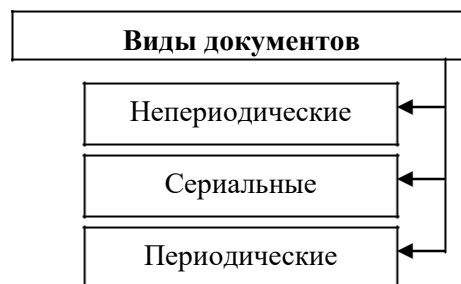 Виды документов
Непериодические
Сериальные
Периодические